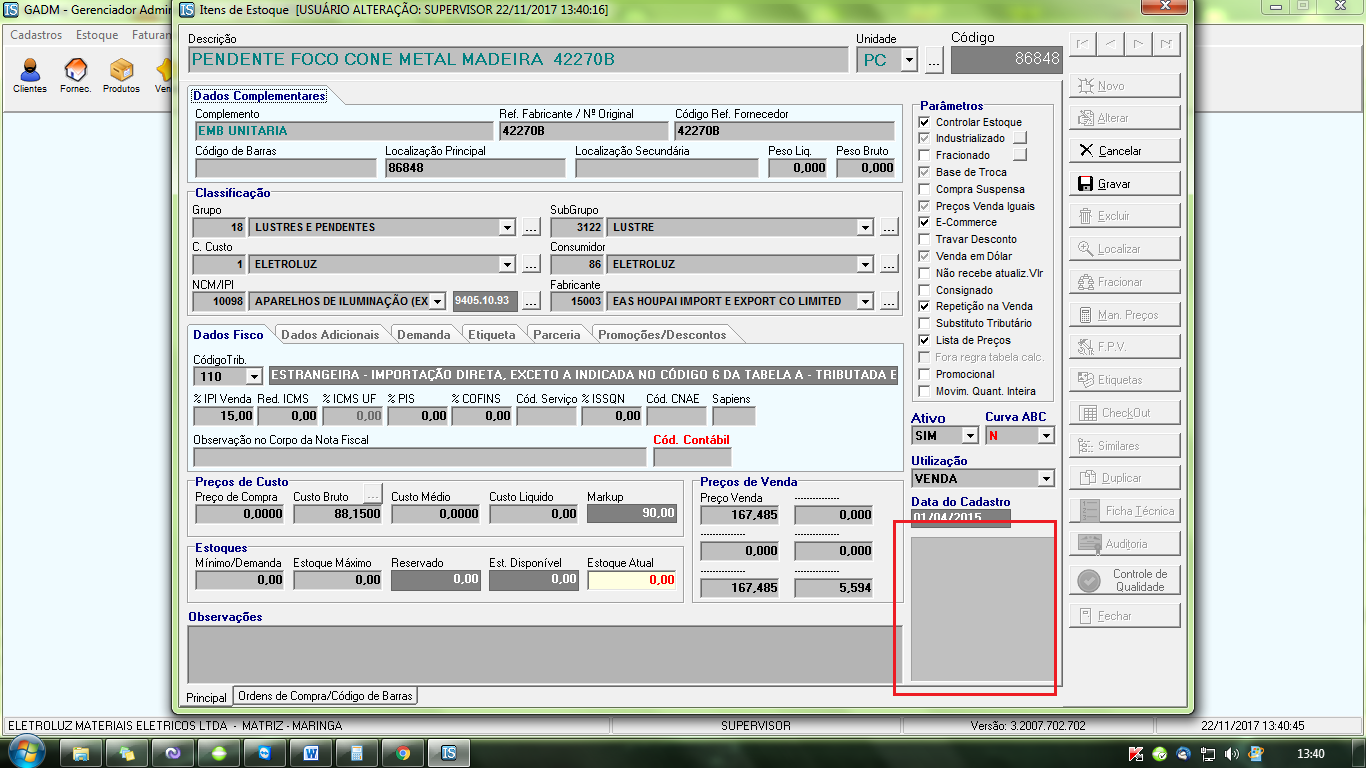 GADM - Gerenciador Admin
Itens de Estoque [USUÁRIO ALTERAÇÃO: SUPERVISOR 22/11/2017 13:40:16]
Cadastros Estoque Faturan
Clientes Fornec. Produtos Ven
Descrição Unidade Código
PENDENTE FOCO CONE METAL MADEIRA 42270B PC ... 86848
Dados Complementares
Complemento Ref. Fabricante / Nº Original Código Ref. Fornecedor
EMB UNITARIA 42270B 42270B
Código de Barras Localização Principal Localização Secundária Peso Liq. Peso Bruto
86848 0,000 0,000
Classificação
Grupo SubGrupo
18 LUSTRES E PENDENTES ... 3122 LUSTRE ...
C. Custo Consumidor
1 ELETROLUZ ... 86 ELETROLUZ ...
NCM/IPI Fabricante
10098 APARELHOS DE ILUMINAÇÃO (EX 9405.10.93 ... 15003 EAS HOUPAI IMPORT E EXPORT CO LIMITED ...
Dados Fisco Dados Adicionais Demanda Etiqueta Parceria Promoções/Descontos
CódigoTrib.
110 ESTRANGEIRA - IMPORTAÇÃO DIRETA, EXCETO A INDICADA NO CÓDIGO 6 DA TABELA A - TRIBUTADA E
% IPI Venda Red. ICMS % ICMS UF % PIS % COFINS Cód. Serviço % ISSQN Cód. CNAE Sapiens
15,00 0,00 0,00 0,00 0,00 0,00
Observação no Corpo da Nota Fiscal Cód. Contábil
Preços de Custo
Preço de Compra Custo Bruto ... Custo Médio Custo Liquido Markup
0,0000 88,1500 0,0000 0,00 90,00
Estoques
Mínimo/Demanda Estoque Máximo Reservado Est. Disponível Estoque Atual
0,00 0,00 0,00 0,00 0,00
Preços de Venda
Preço Venda ---------------
167,485 0,000
--------------- ---------------
0,000 0,000
--------------- ---------------
167,485 5,594
Observações
Principal Ordens de Compra/Código de Barras
Parâmetros
Controlar Estoque
Industrializado
Fracionado
Base de Troca
Compra Suspensa
Preços Venda Iguais
E-Commerce
Travar Desconto
Venda em Dólar
Não recebe atualiz.Vlr
Consignado
Repetição na Venda
Substituto Tributário
Lista de Preços
Fora regra tabela calc.
Promocional
Movim. Quant. Inteira
Ativo Curva ABC
SIM N
Utilização
VENDA
Data do Cadastro
01/04/2015
Novo
Alterar
Cancelar
Gravar
Excluir
Localizar
Fracionar
Man. Preços
F.P.V.
Etiquetas
CheckOut
Similares
Duplicar
Ficha Técnica
Auditoria
Controle de
Qualidade
Fechar
ELETROLUZ MATERIAIS ELETRICOS LTDA - MATRIZ - MARINGA SUPERVISOR Versão: 3.2007.702.702 22/11/2017 13:40:45
13:40